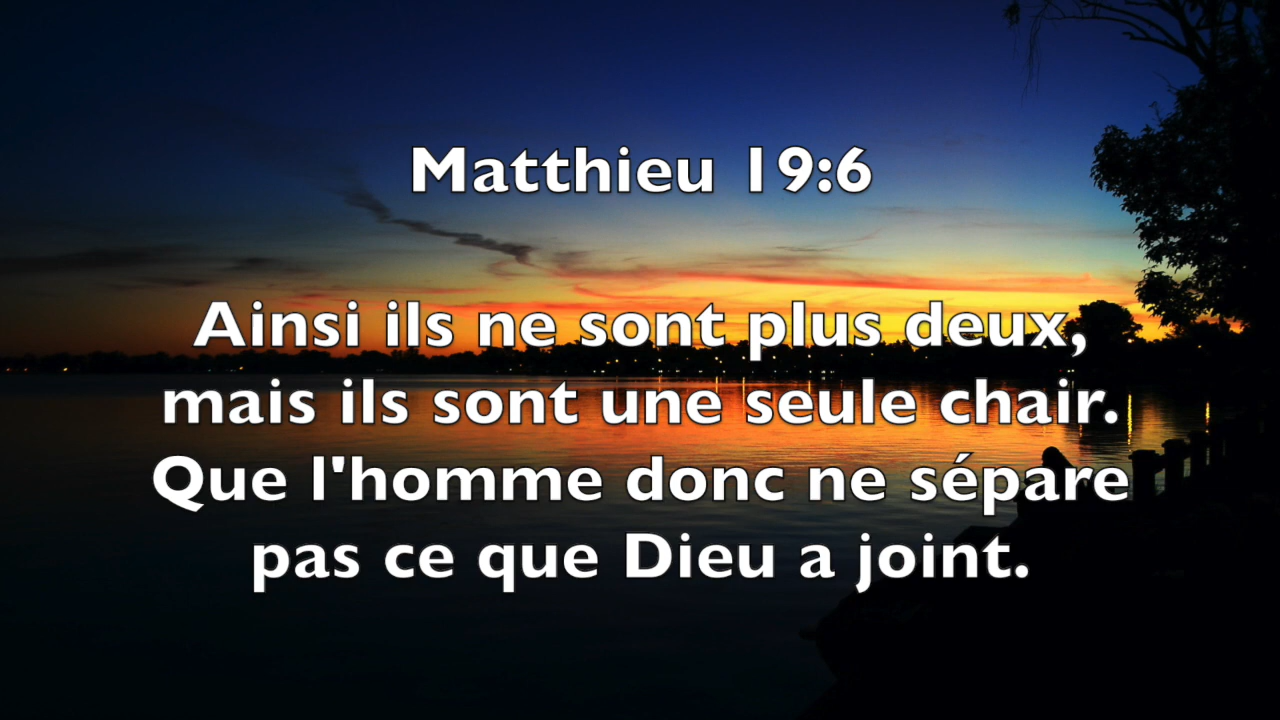 Matthieu 19:6
Ainsi ils ne sont plus deux,
mais ils sont une seule chair.
Que l'homme donc ne sépare
pas ce que Dieu a joint.